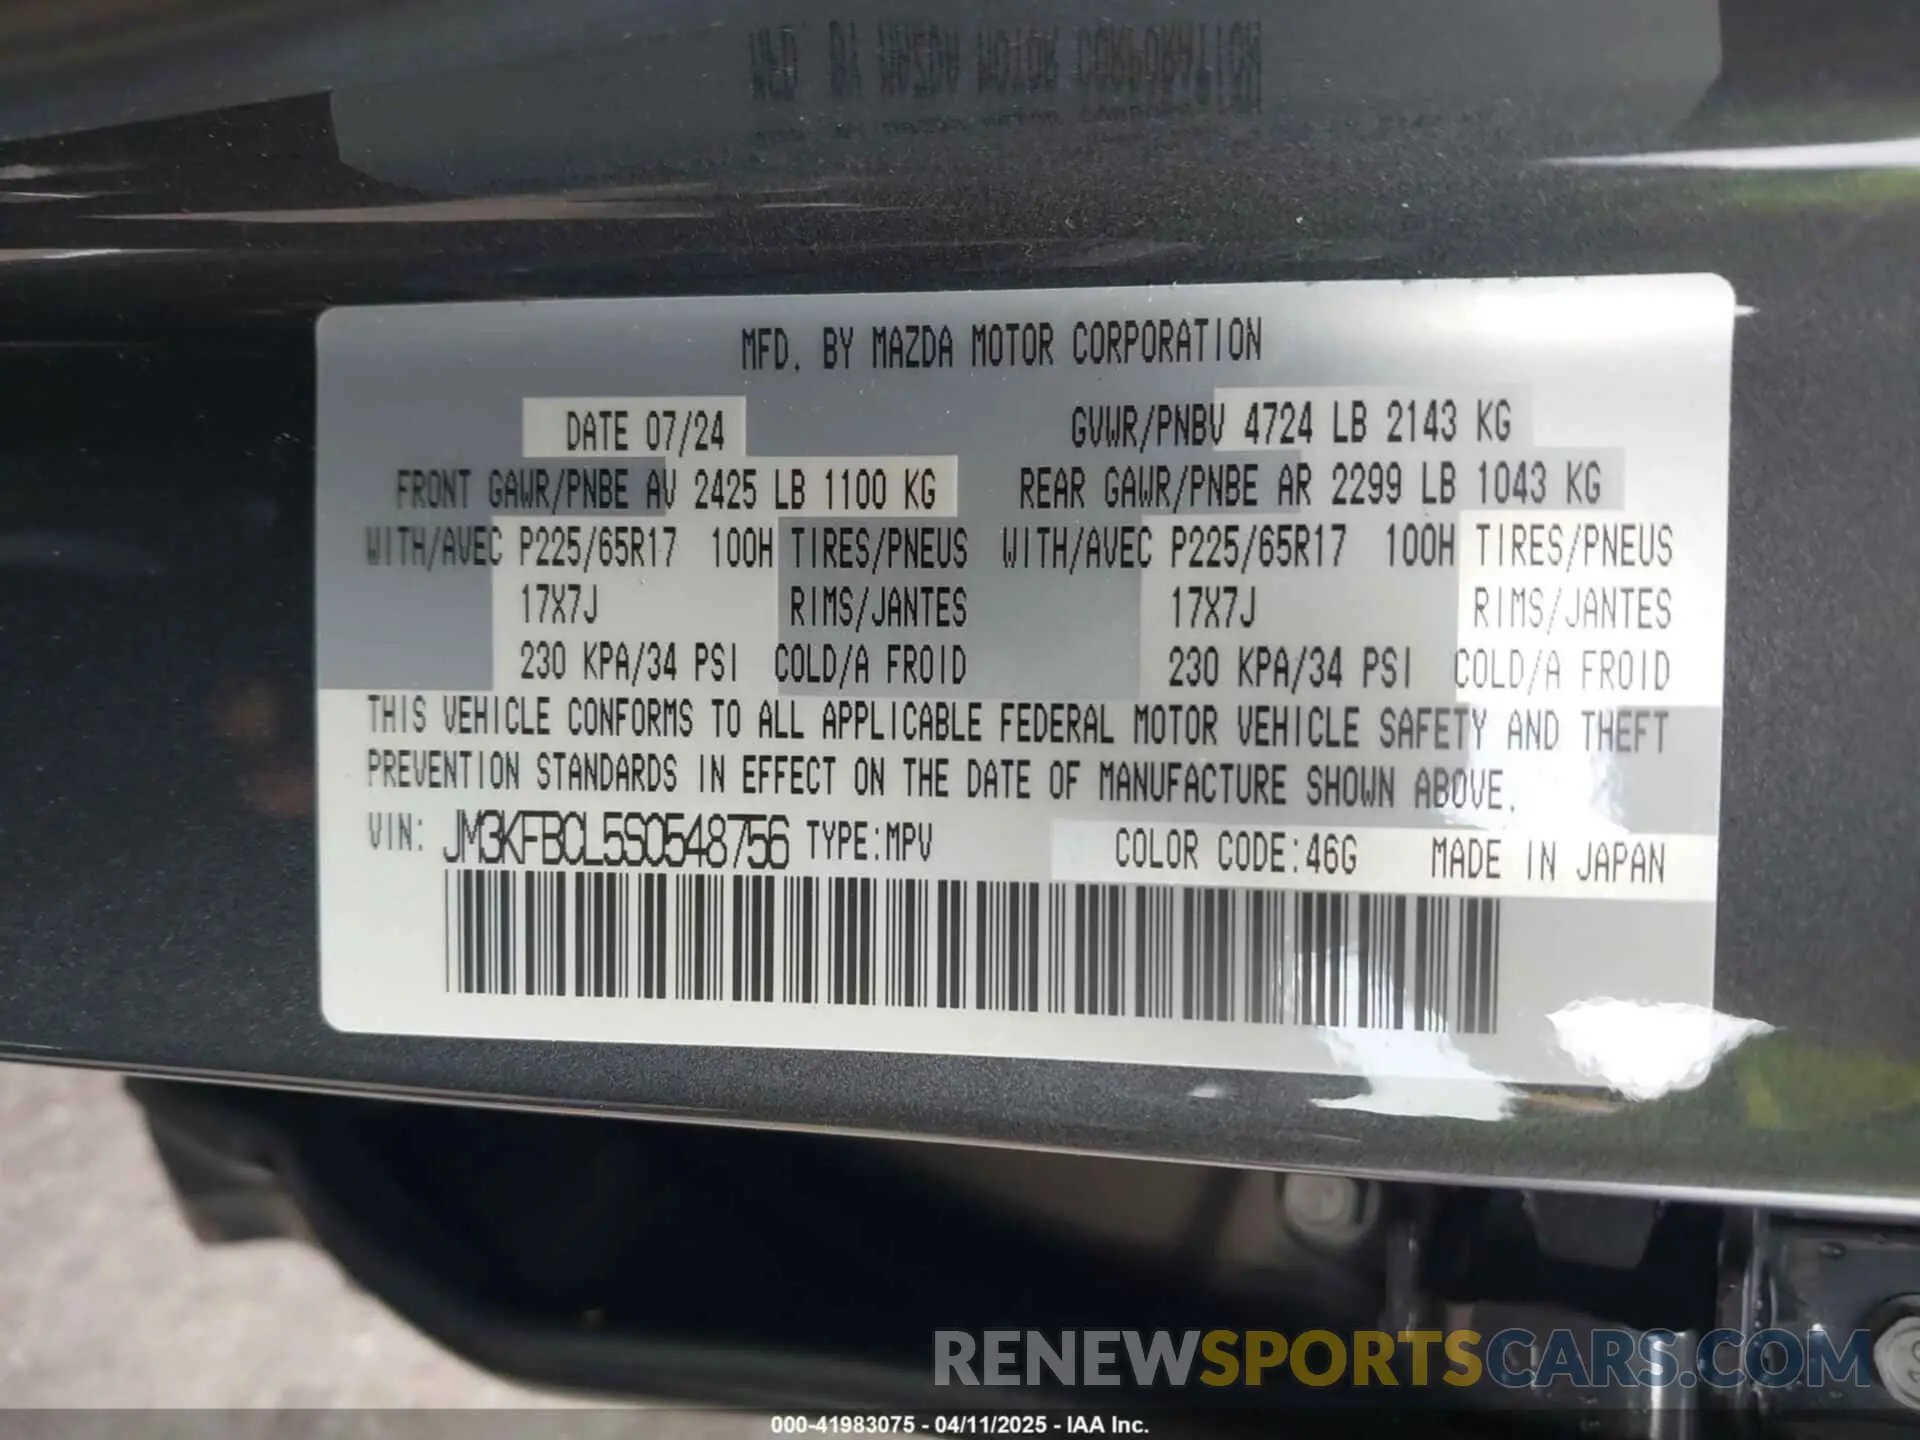 MFD. BY MAZDA MOTOR CORPORATION
DATE 07/24 GVWR/PNBV 4724 LB 2143 KG
FRONT GAWR/PNBE AV 2425 LB 1100 KG REAR GAWR/PNBE AR 2299 LB 1043 KG
WITH/AVEC P225/65R17 100H TIRES/PNEUS WITH/AVEC P225/65R17 100H TIRES/PNEUS
17X7J RIMS/JANTES 17X7J RIMS/JANTES
230 KPA/34 PSI COLD/A FROID 230 KPA/34 PSI COLD/A FROID
THIS VEHICLE CONFORMS TO ALL APPLICABLE FEDERAL MOTOR VEHICLE SAFETY AND THEFT
PREVENTION STANDARDS IN EFFECT ON THE DATE OF MANUFACTURE SHOWN ABOVE.
VIN: JM3KFBCL5S0548756 TYPE:MPV COLOR CODE:46G MADE IN JAPAN
RENEWSPORTSCARS.COM
000-41983075 - 04/11/2025 - IAA Inc.